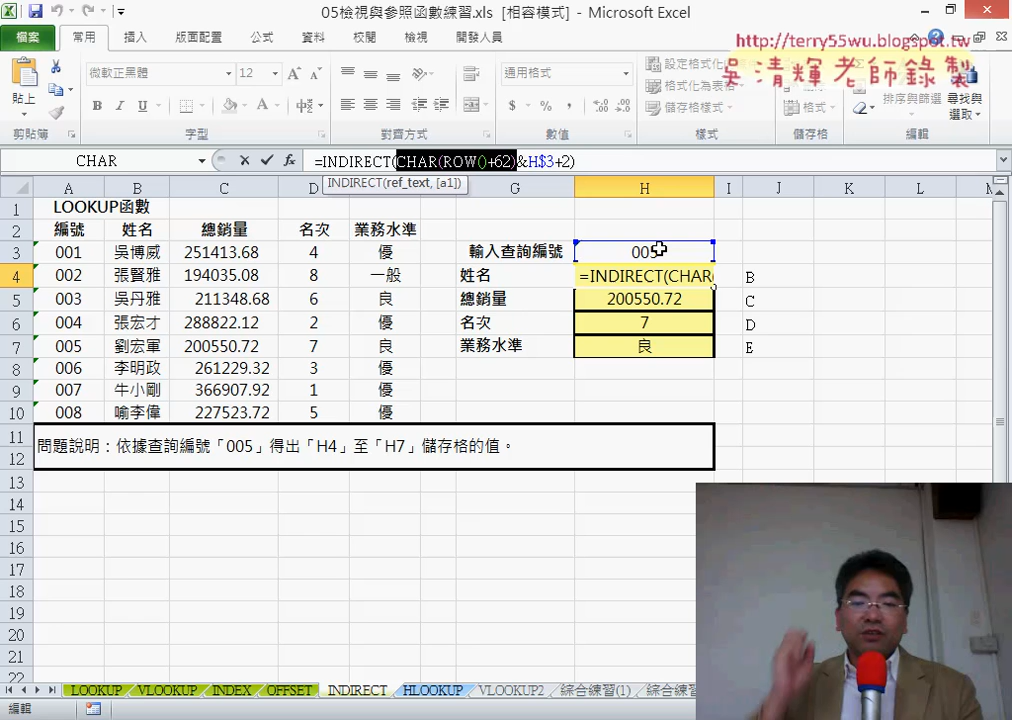 05檢視與參照函數練習.xls [相容模式] - Microsoft Excel
檔案 常用 插入 版面配置 公式 資料 校閱 檢視 開發人員
http://terry55wu.blogspot.tw
吳清輝老師錄製
貼上
微軟正黑體 12 A A
B I U
通用格式
$ % ,
設定格式化
格式化為表格
儲存格樣式
格式
排序與篩選 尋找與選取
剪貼簿 字型 對齊方式 數值 樣式 儲存格 編輯
CHAR fx =INDIRECT(CHAR(ROW()+62)&H$3+2)
INDIRECT(ref_text, [a1])
A B C D G H I J K L M
1 LOOKUP函數
2 編號 姓名 總銷量 名次 業務水準
3 001 吳博威 251413.68 4 優 輸入查詢編號 005
4 002 張賢雅 194035.08 8 一般 姓名 =INDIRECT(CHAR B
5 003 吳丹雅 211348.68 6 良 總銷量 200550.72 C
6 004 張宏才 288822.12 2 優 名次 7 D
7 005 劉宏軍 200550.72 7 良 業務水準 良 E
8 006 李明政 261229.32 3 優
9 007 牛小剛 366907.92 1 優
10 008 喻李偉 227523.72 5 優
11
問題說明：依據查詢編號「005」得出「H4」至「H7」儲存格的值。
12
13
14
15
16
17
18
19
20
21
22
LOOKUP VLOOKUP INDEX OFFSET INDIRECT HLOOKUP VLOOKUP2 綜合練習(1) 綜合練
編輯